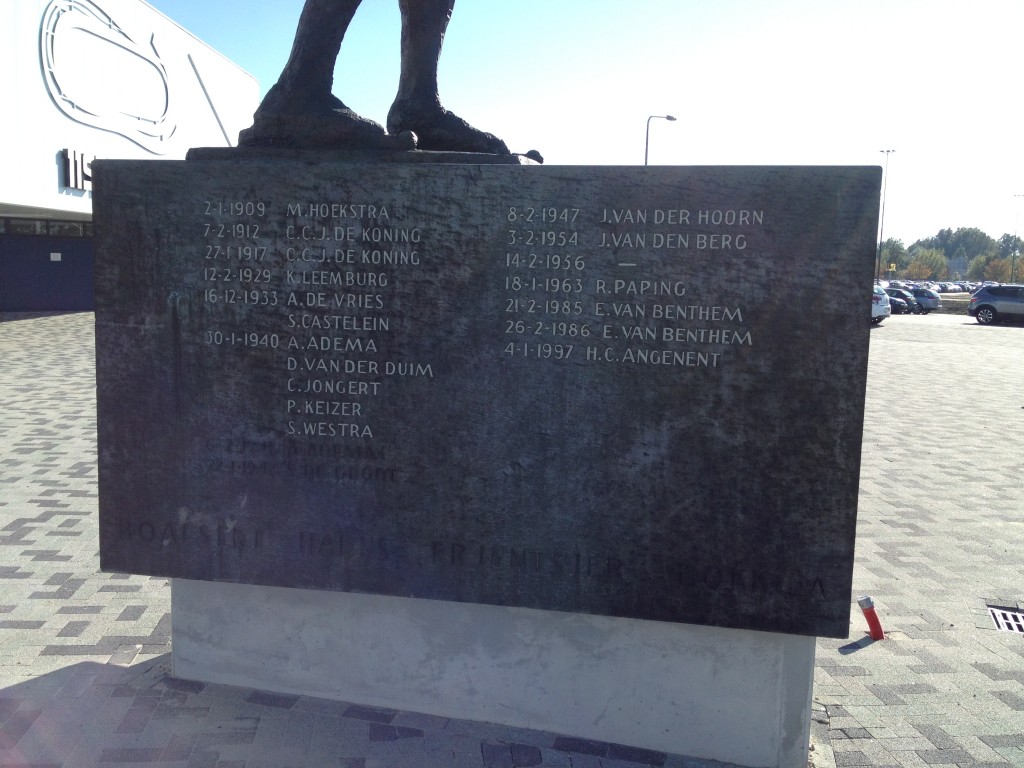 2-1-1909 M.HOEKSTRA
7-2-1912 C.C.J. DE KONING
27-1-1917 C.C.J. DE KONING
12-2-1929 K.LEEMBURG
16-12-1933 A.DE VRIES
S.CASTELEIN
30-1-1940 A.ADEMA
D.VAN DER DUIM
C.JONGERT
P.KEIZER
S.WESTRA
A.ADEMA
DE GROOT
8-2-1947 J.VAN DER HOORN
3-2-1954 J.VAN DEN BERG
14-2-1956 —
18-1-1963 R.PAPING
21-2-1985 E.VAN BENTHEM
26-2-1986 E.VAN BENTHEM
4-1-1997 H.C.ANGENENT